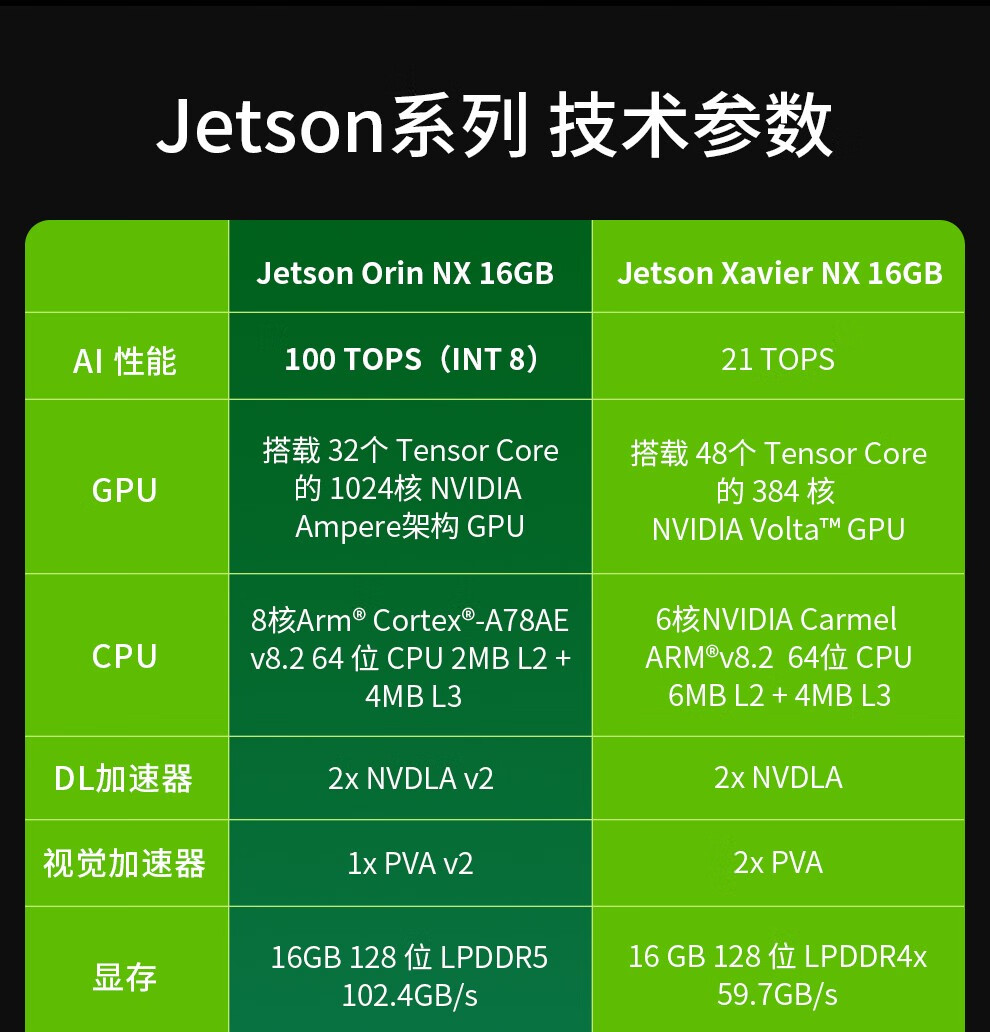 Jetson系列 技术参数
Jetson Orin NX 16GB
Jetson Xavier NX 16GB
AI 性能
100 TOPS（INT 8）
21 TOPS
GPU
搭载 32个 Tensor Core
的 1024核 NVIDIA
Ampere架构 GPU
搭载 48个 Tensor Core
的 384 核
NVIDIA Volta™ GPU
CPU
8核Arm® Cortex®-A78AE
v8.2 64 位 CPU 2MB L2 +
4MB L3
6核NVIDIA Carmel
ARM®v8.2 64位 CPU
6MB L2 + 4MB L3
DL加速器
2x NVDLA v2
2x NVDLA
视觉加速器
1x PVA v2
2x PVA
显存
16GB 128 位 LPDDR5
102.4GB/s
16 GB 128 位 LPDDR4x
59.7GB/s